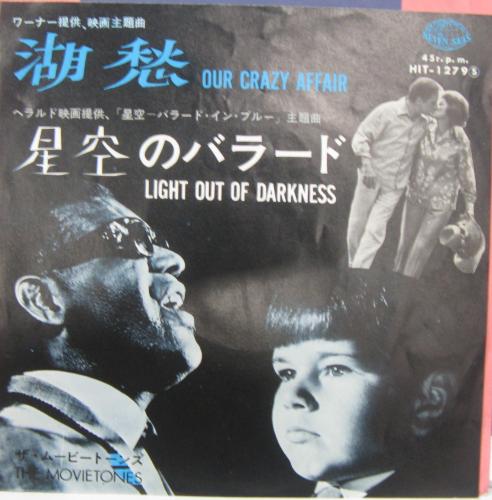 ワーナー提供、映画主題曲
湖愁
OUR CRAZY AFFAIR
SEVEN SEAS
45r.p.m.
HIT-1279 S
ヘラルド映画提供、「星空ーバラード・イン・ブルー」主題曲
星空のバラード
LIGHT OUT OF DARKNESS
ザ・ムービートーンズ
THE MOVIETONES